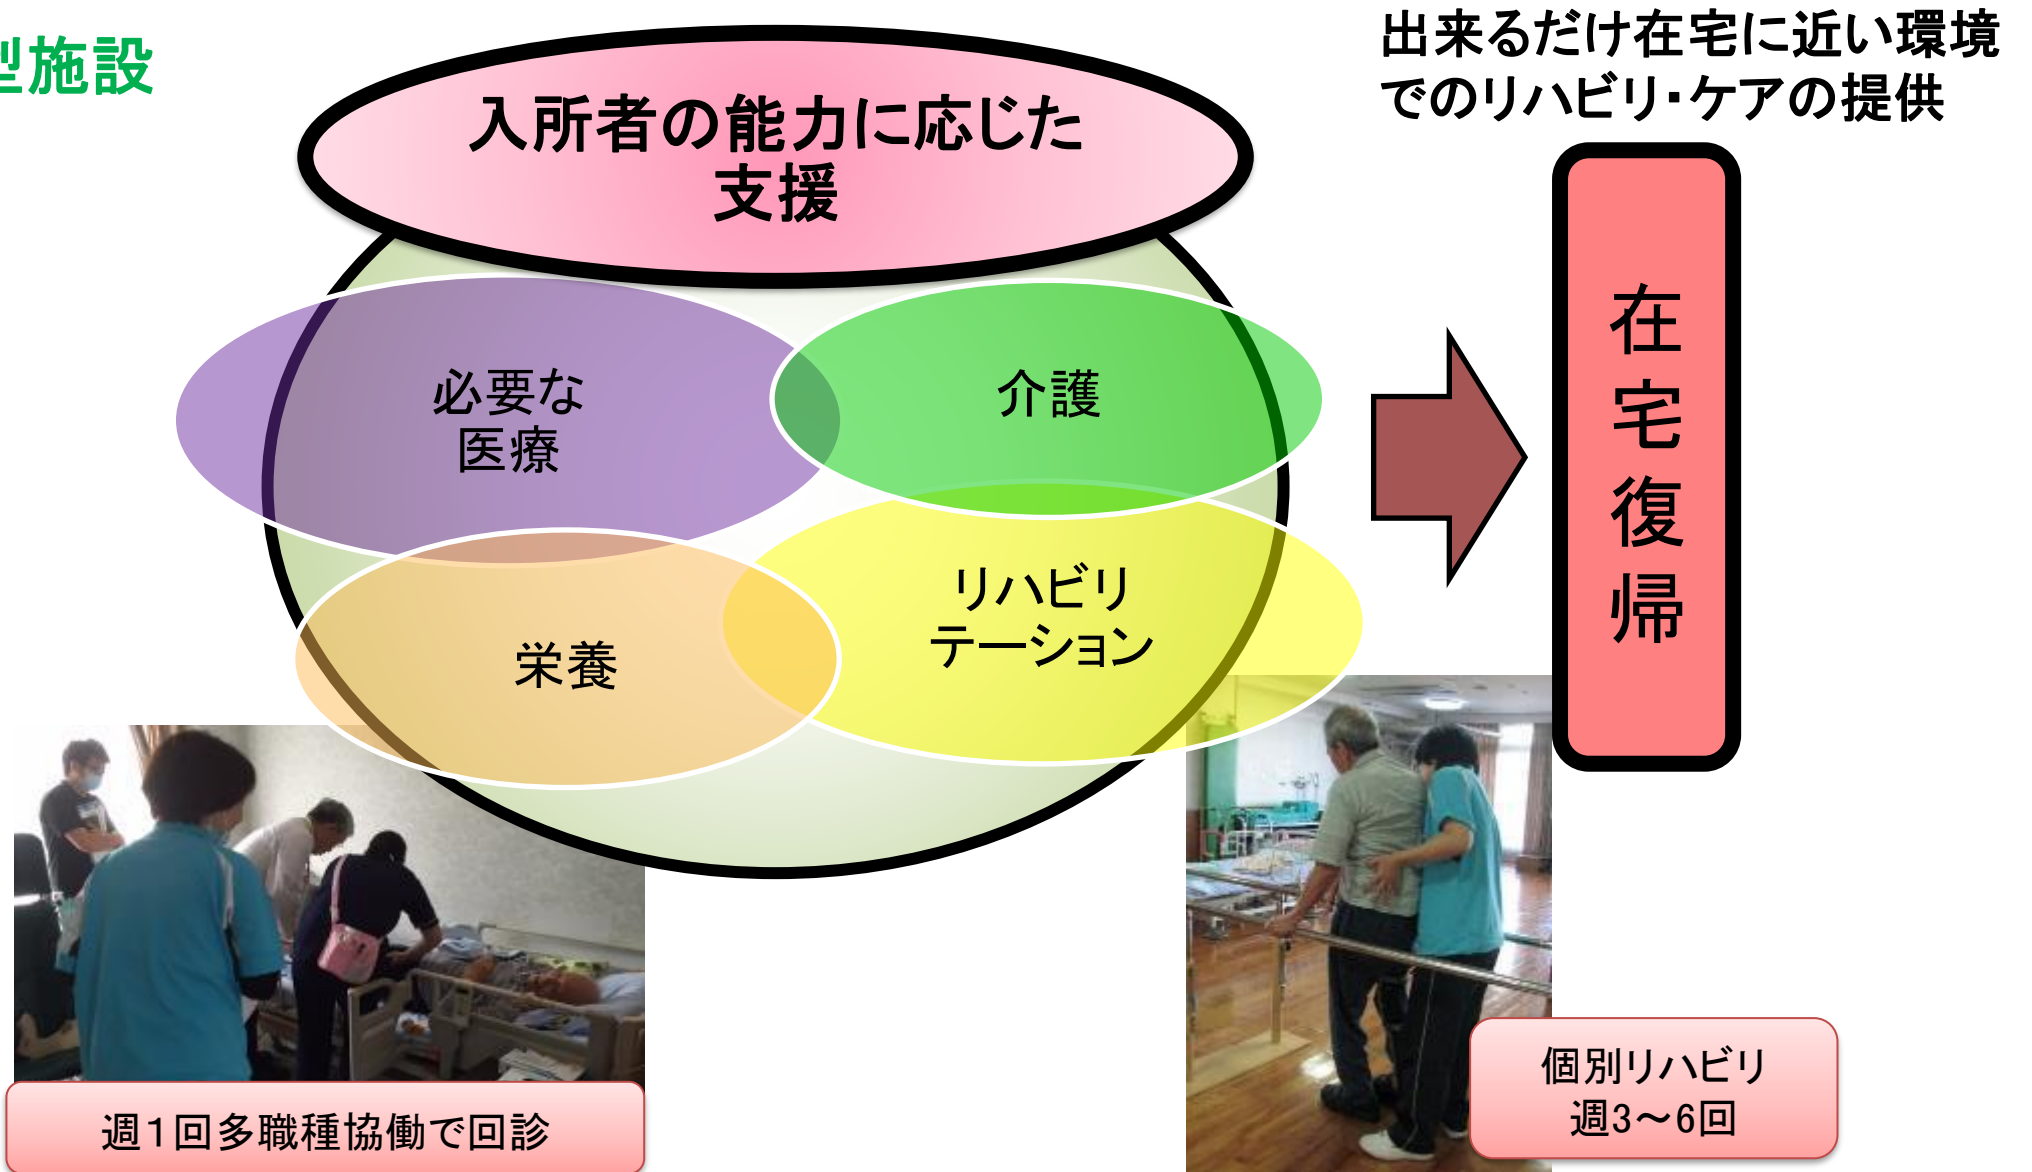 型施設
出来るだけ在宅に近い環境
でのリハビリ・ケアの提供
入所者の能力に応じた
支援
必要な
医療
介護
栄養
リハビリ
テーション
在
宅
復
帰
週１回多職種協働で回診
個別リハビリ
週3～6回